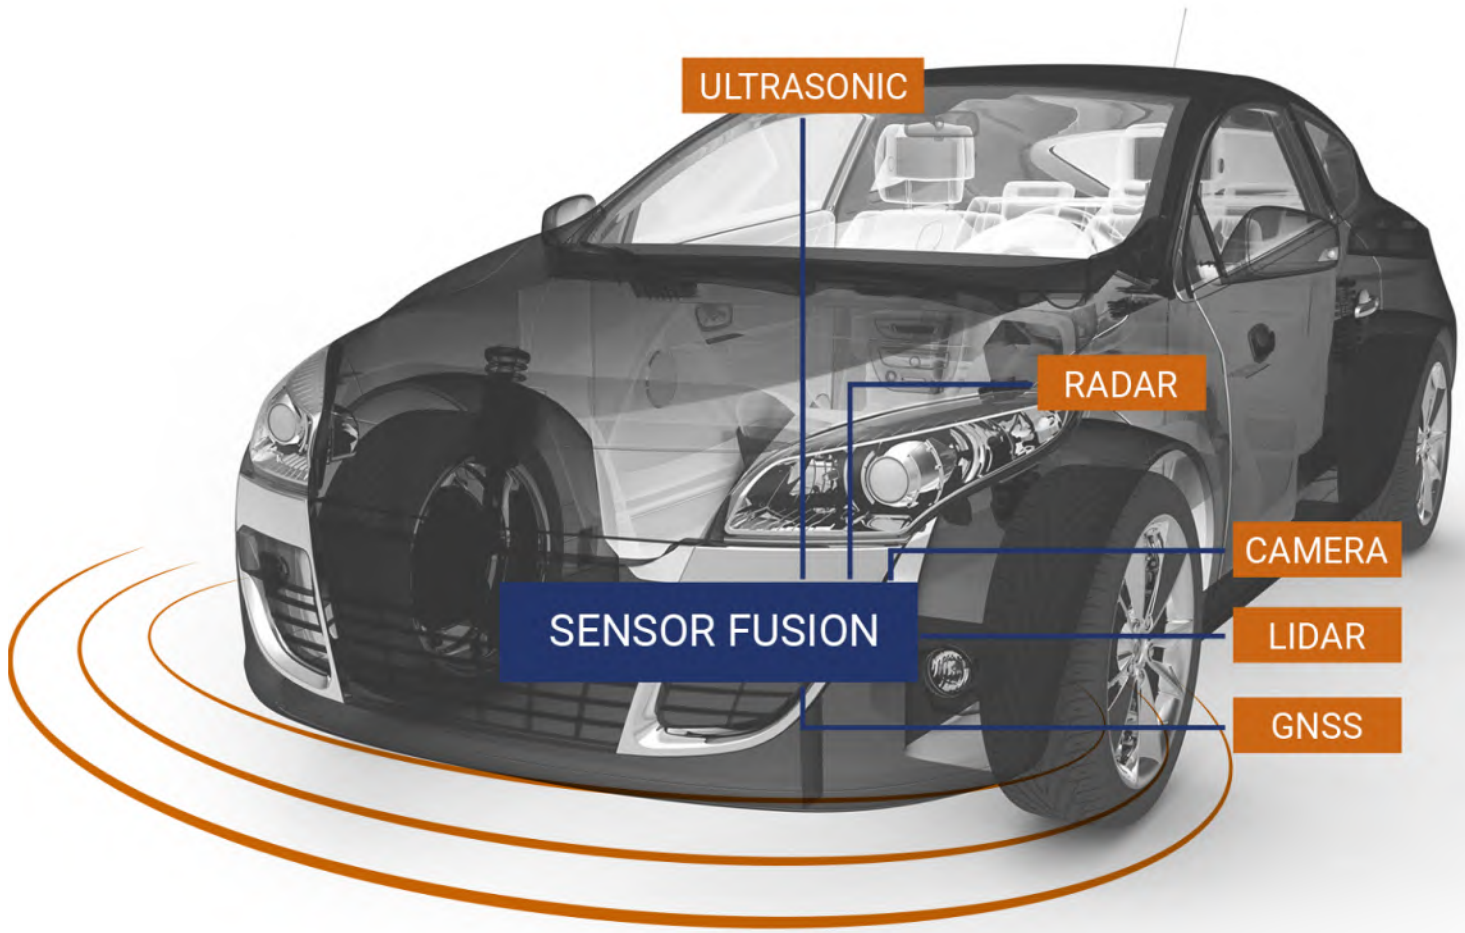 ULTRASONIC
RADAR
CAMERA
SENSOR FUSION
LIDAR
GNSS